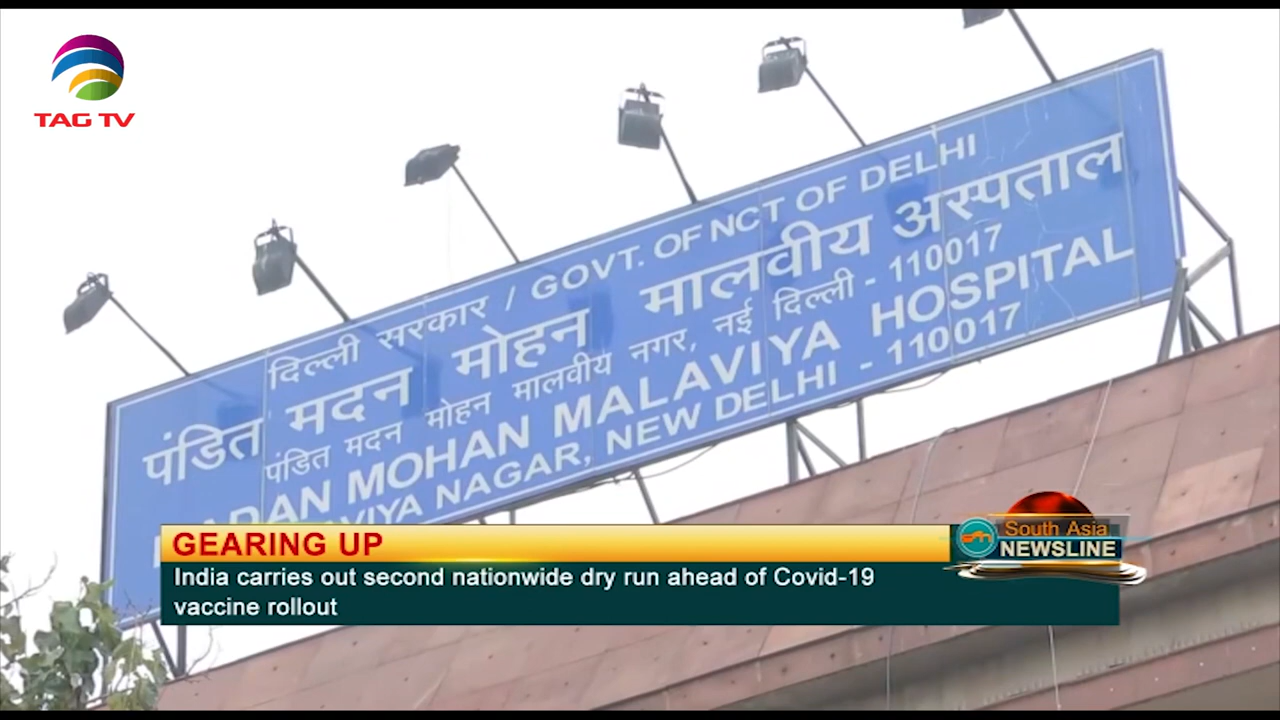 TAG TV
दिल्ली सरकार / GOVT. OF NCT OF DELHI
पंडित मदन मोहन मालवीय अस्पताल
पंडित मदन मोहन मालवीय नगर, नई दिल्ली - 110017
MOHAN MALAVIYA HOSPITAL
NAGAR, NEW DELHI - 110017
GEARING UP
South Asia
NEWSLINE
India carries out second nationwide dry run ahead of Covid-19
vaccine rollout